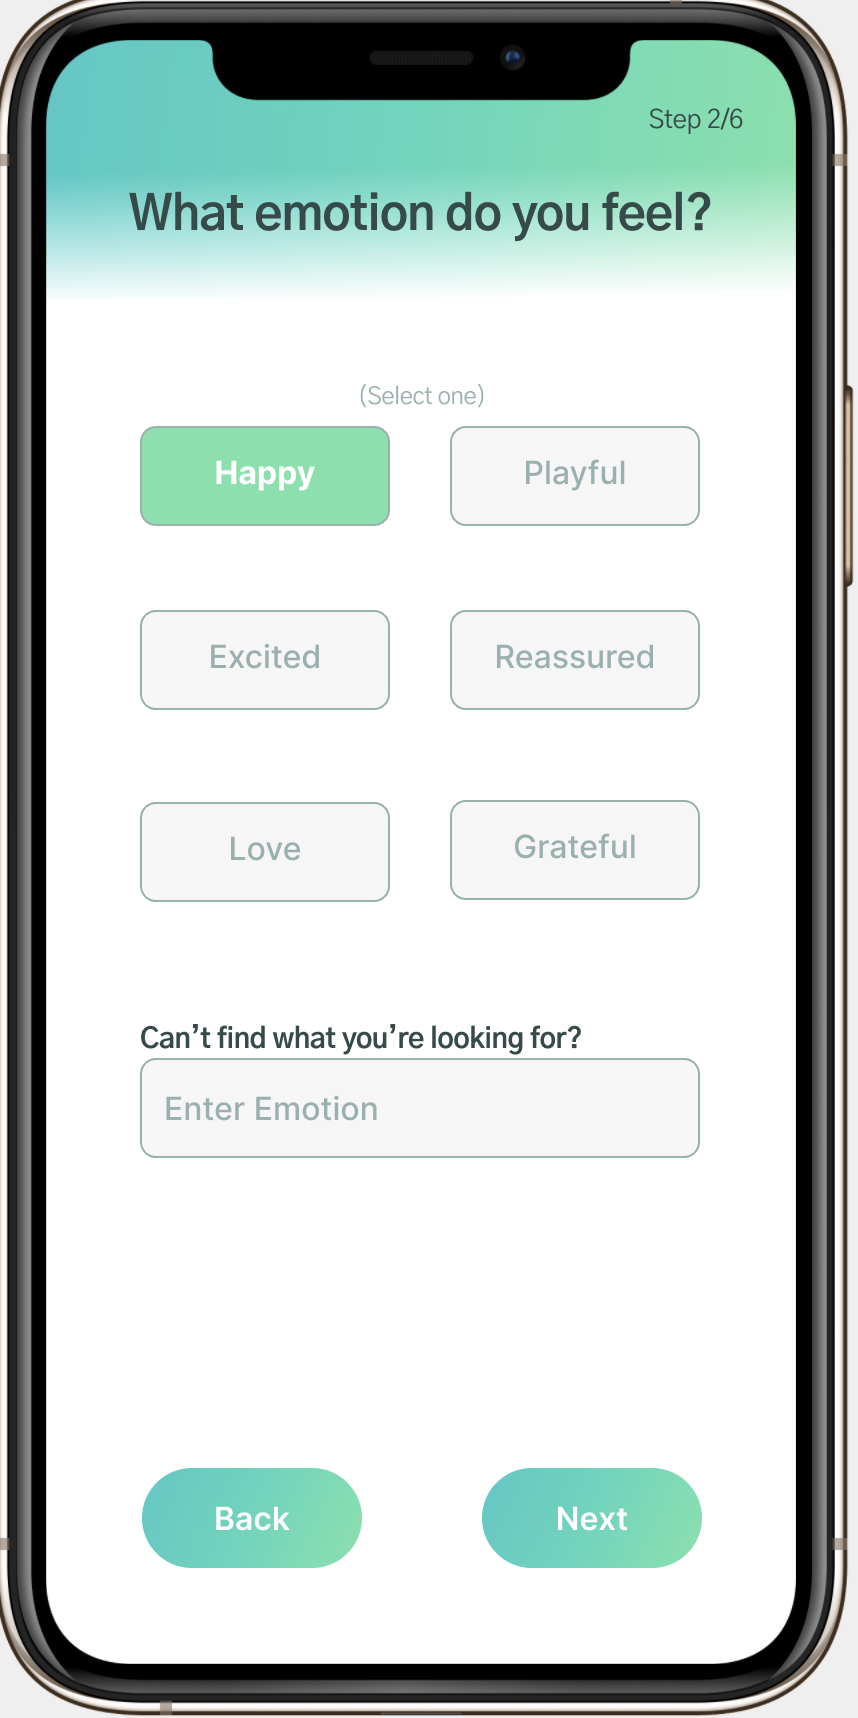 Step 2/6
What emotion do you feel?
(Select one)
Happy
Playful
Excited
Reassured
Love
Grateful
Can’t find what you’re looking for?
Enter Emotion
Back
Next